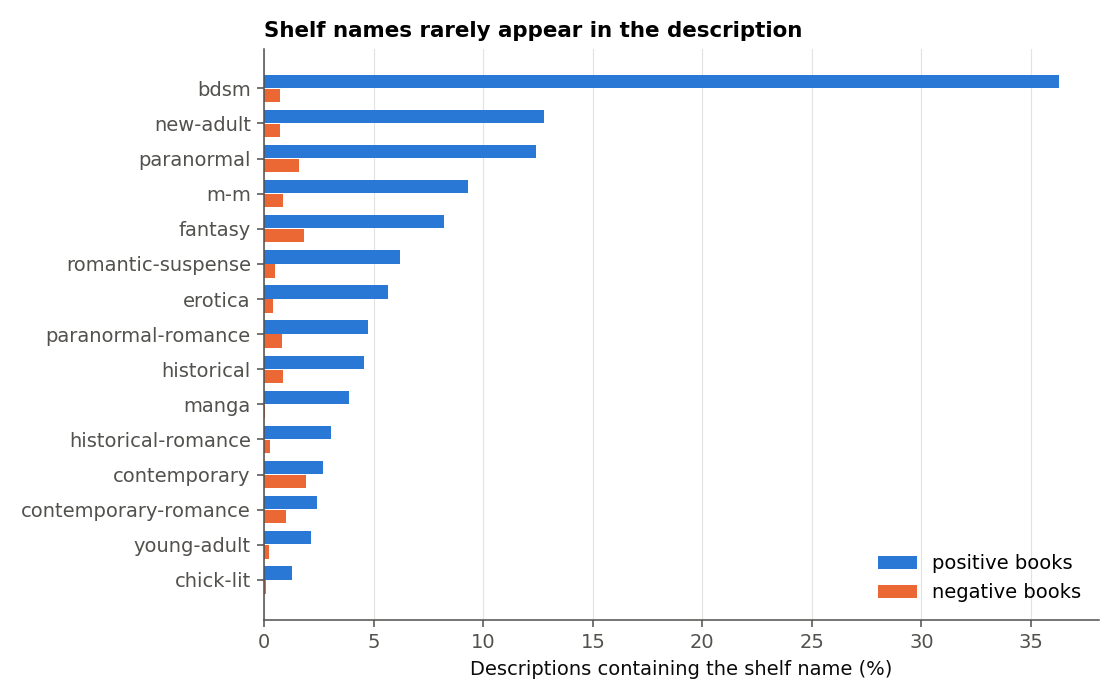 Shelf names rarely appear in the description
bdsm
new-adult
paranormal
m-m
fantasy
romantic-suspense
erotica
paranormal-romance
historical
manga
historical-romance
contemporary
contemporary-romance
young-adult
chick-lit
positive books
negative books
0 5 10 15 20 25 30 35
Descriptions containing the shelf name (%)